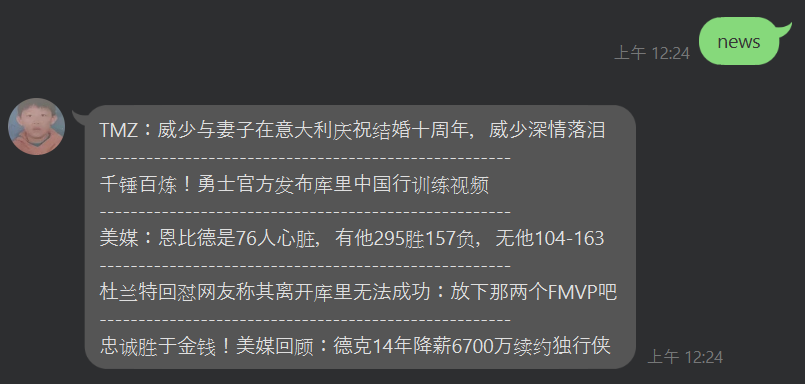 news
上午 12:24
TMZ：威少与妻子在意大利庆祝结婚十周年，威少深情落泪
----------------------------------------------------
千锤百炼！勇士官方发布库里中国行训练视频
----------------------------------------------------
美媒：恩比德是76人心脏，有他295胜157负，无他104-163
----------------------------------------------------
杜兰特回怼网友称其离开库里无法成功：放下那两个FMVP吧
----------------------------------------------------
忠诚胜于金钱！美媒回顾：德克14年降薪6700万续约独行侠
上午 12:24